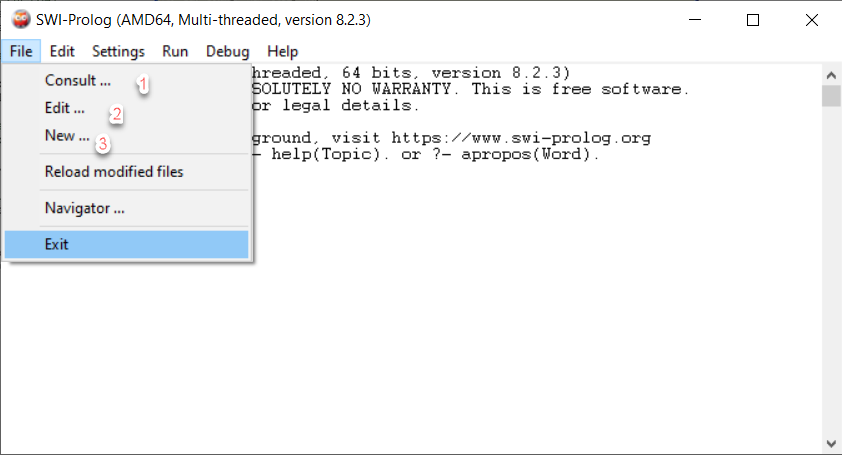 SWI-Prolog (AMD64, Multi-threaded, version 8.2.3)
File Edit Settings Run Debug Help
Consult ... 1
Edit ... 2
New ... 3
Reload modified files
Navigator ...
Exit
hreaded, 64 bits, version 8.2.3)
SOLUTELY NO WARRANTY. This is free software.
or legal details.
ground, visit https://www.swi-prolog.org
- help(Topic). or ?- apropos(Word).